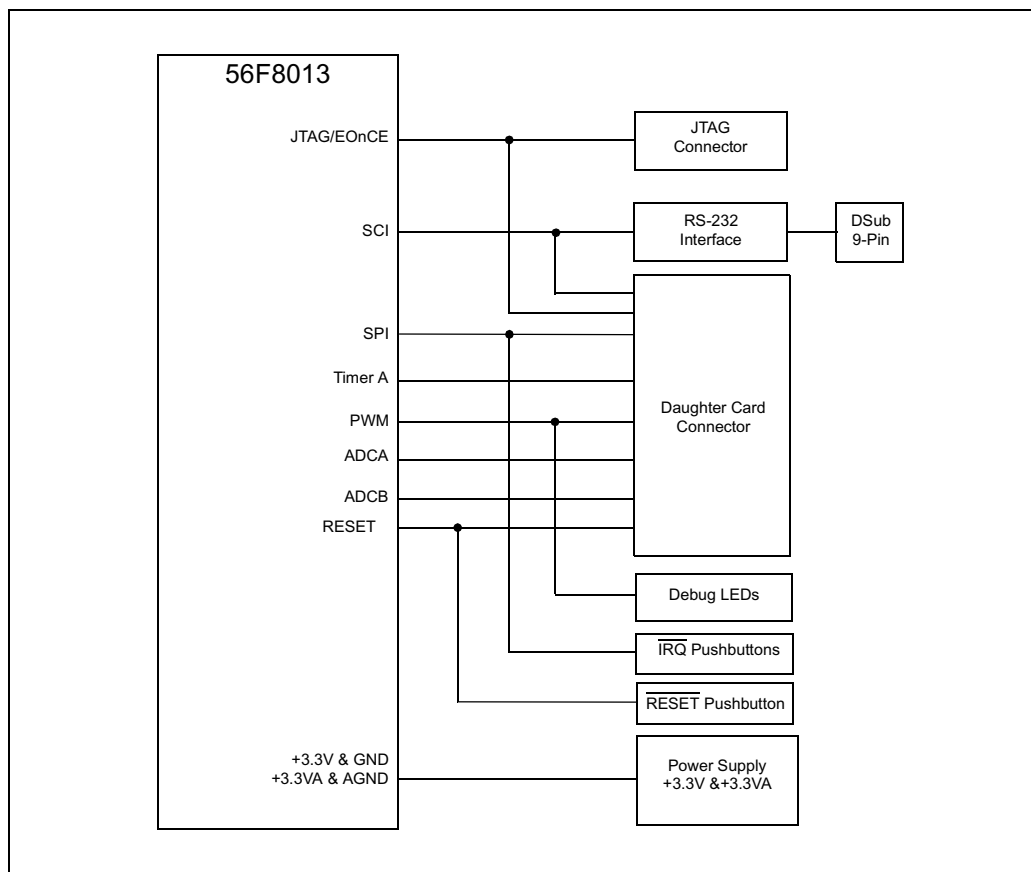 56F8013
JTAG/EOnCE
JTAG
Connector
SCI
RS-232
Interface
DSub
9-Pin
SPI
Timer A
PWM
ADCA
ADCB
RESET
Daughter Card
Connector
Debug LEDs
IRQ Pushbuttons
RESET Pushbutton
+3.3V & GND
+3.3VA & AGND
Power Supply
+3.3V &+3.3VA